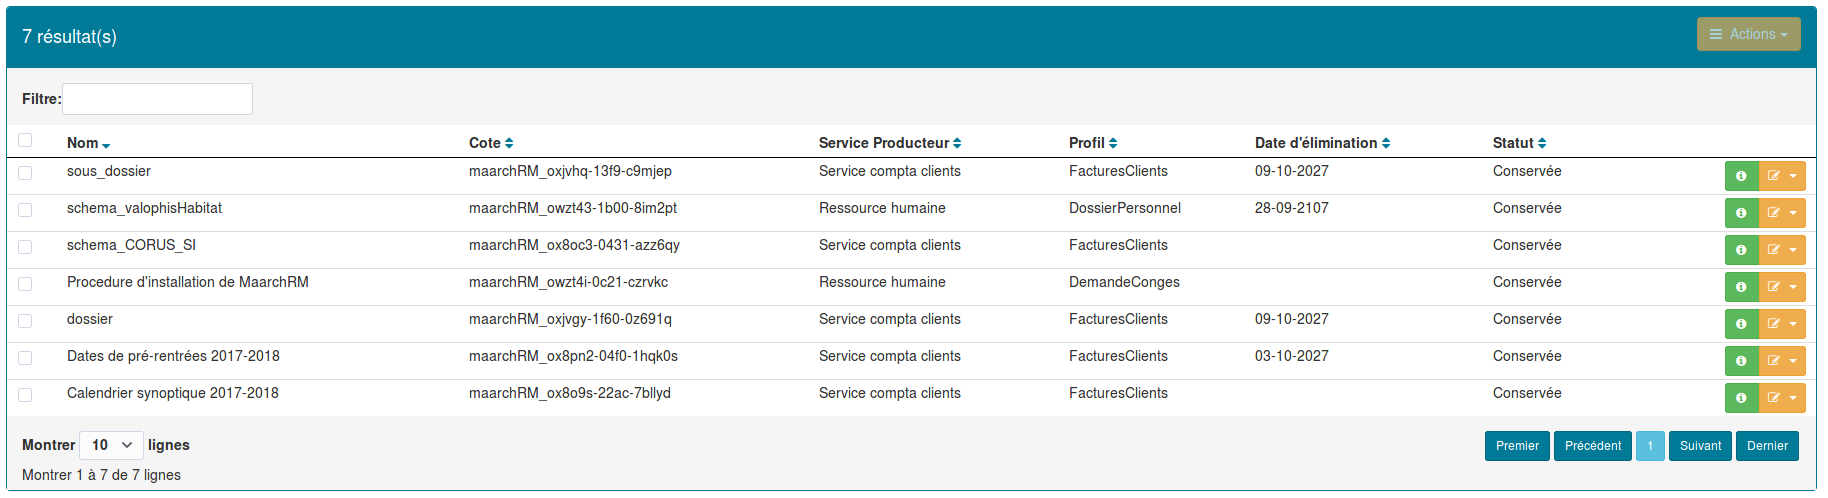 7 résultat(s)
Actions
Filtre:
Nom Cote Service Producteur Profil Date d'élimination Statut
sous_dossier maarchRM_oxjvhq-13f9-c9mjep Service compta clients FacturesClients 09-10-2027 Conservée
schema_valophisHabitat maarchRM_owzt43-1b00-8im2pt Ressource humaine DossierPersonnel 28-09-2107 Conservée
schema_CORUS_SI maarchRM_ox8oc3-0431-azz6qy Service compta clients FacturesClients Conservée
Procedure d'installation de MaarchRM maarchRM_owzt4i-0c21-czrvkc Ressource humaine DemandeConges Conservée
dossier maarchRM_oxjvgy-1f60-0z691q Service compta clients FacturesClients 09-10-2027 Conservée
Dates de pré-rentrées 2017-2018 maarchRM_ox8pn2-04f0-1hqk0s Service compta clients FacturesClients 03-10-2027 Conservée
Calendrier synoptique 2017-2018 maarchRM_ox8o9s-22ac-7bllyd Service compta clients FacturesClients Conservée
Montrer 10 lignes
Premier Précédent 1 Suivant Dernier
Montrer 1 à 7 de 7 lignes